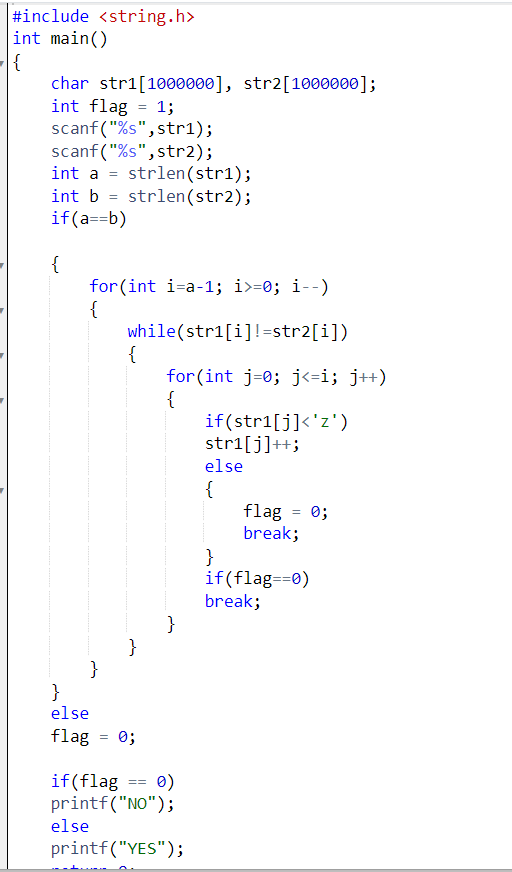 #include <string.h>
int main()
{
char str1[1000000], str2[1000000];
int flag = 1;
scanf("%s",str1);
scanf("%s",str2);
int a = strlen(str1);
int b = strlen(str2);
if(a==b)
{
for(int i=a-1; i>=0; i--)
{
while(str1[i]!=str2[i])
{
for(int j=0; j<=i; j++)
{
if(str1[j]<'z')
str1[j]++;
else
{
flag = 0;
break;
}
if(flag==0)
break;
}
}
}
}
else
flag = 0;
if(flag == 0)
printf("NO");
else
printf("YES");